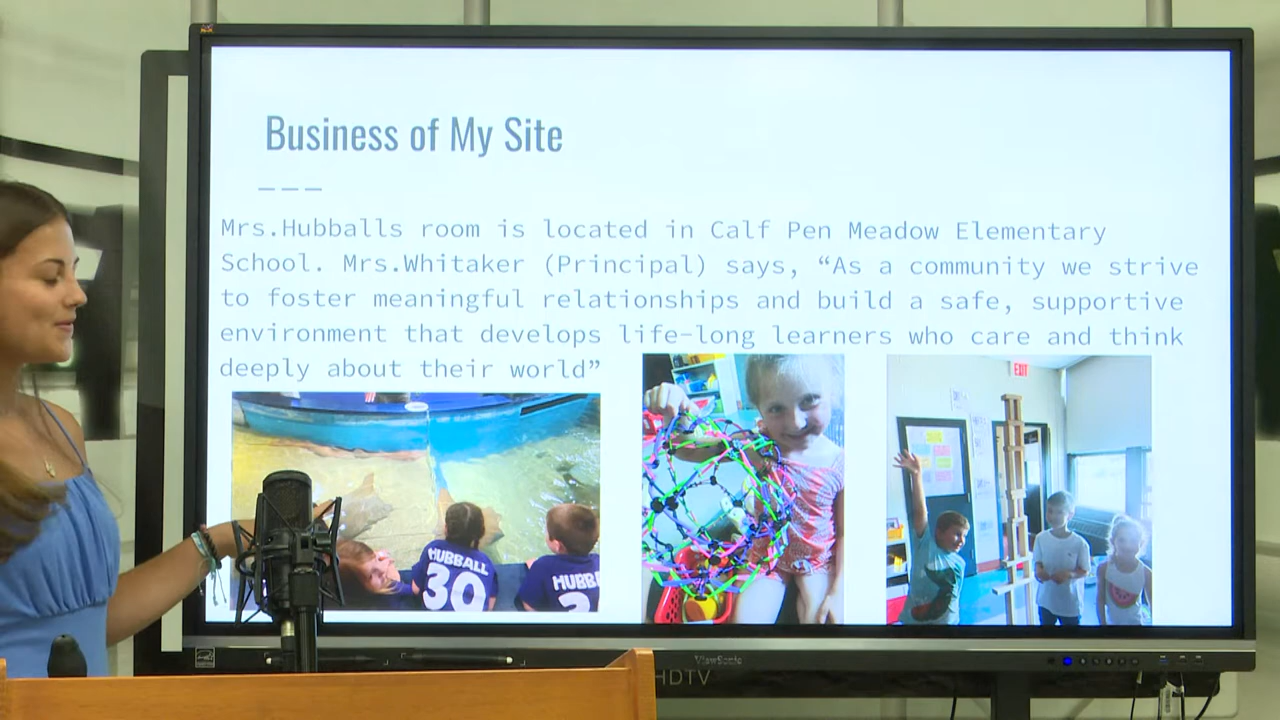 Business of My Site
Mrs.Hubballs room is located in Calf Pen Meadow Elementary
School. Mrs.Whitaker (Principal) says, “As a community we strive
to foster meaningful relationships and build a safe, supportive
environment that develops life-long learners who care and think
deeply about their world”
EXIT
HUBBALL
30
HUBB
ViewSonic
HDTV